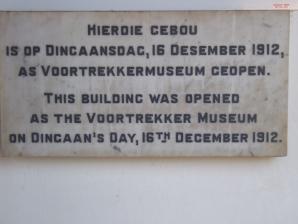 HIERDIE GEBOU
IS OP DINGAANSDAG, 16 DESEMBER 1912,
AS VOORTREKKERMUSEUM GEOPEN.
THIS BUILDING WAS OPENED
AS THE VOORTREKKER MUSEUM
ON DINGAAN'S DAY, 16TH DECEMBER 1912.